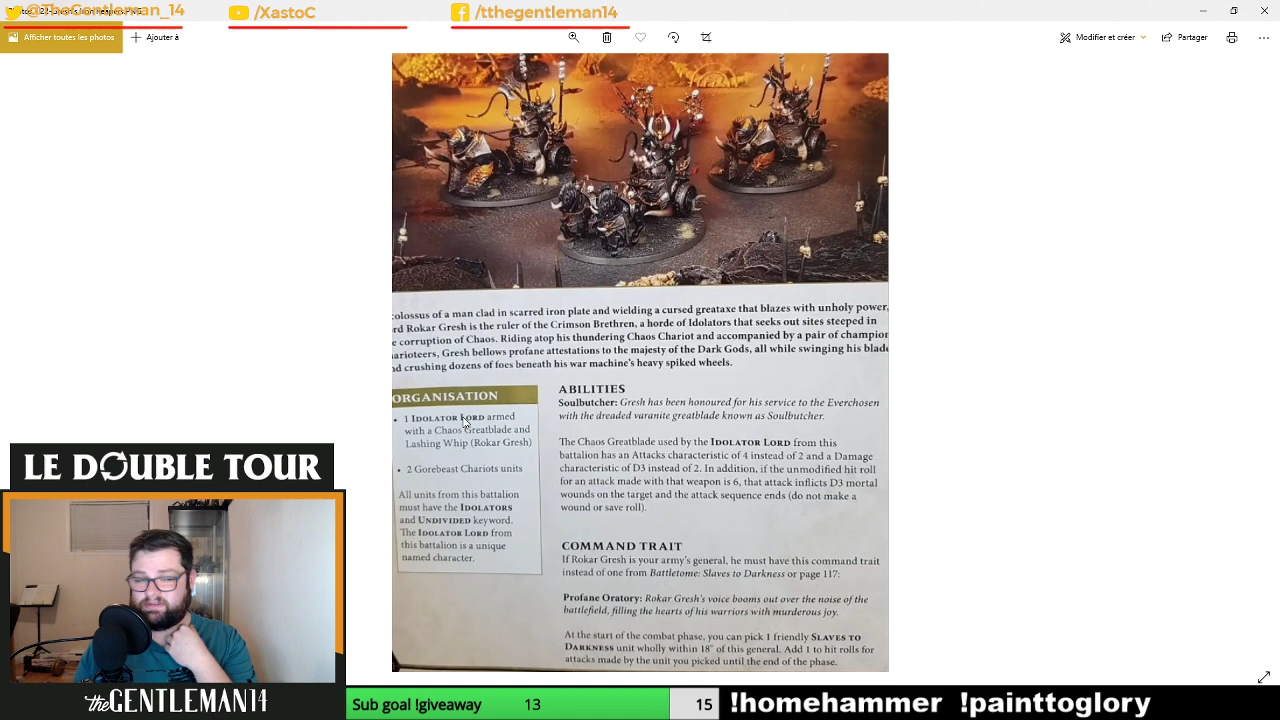 @TheGentleman_14
/XastoC
/tthegentleman14
Afficher toutes les photos
Ajouter à
Modifier et créer
Partager
colossus of a man clad in scarred iron plate and wielding a cursed greataxe that blazes with unholy power,
rd Rokar Gresh is the ruler of the Crimson Brethren, a horde of Idolators that seeks out sites steeped in
e corruption of Chaos. Riding atop his thundering Chaos Chariot and accompanied by a pair of champion
harioteers, Gresh bellows profane attestations to the majesty of the Dark Gods, all while swinging his blade
nd crushing dozens of foes beneath his war machine's heavy spiked wheels.
ORGANISATION
• 1 IDOLATOR LORD armed
with a Chaos Greatblade and
Lashing Whip (Rokar Gresh)
• 2 Gorebeast Chariots units
All units from this battalion
must have the IDOLATORS
and UNDIVIDED keyword.
The IDOLATOR LORD from
this battalion is a unique
named character.
ABILITIES
Soulbutcher: Gresh has been honoured for his service to the Everchosen
with the dreaded varanite greatblade known as Soulbutcher.
The Chaos Greatblade used by the IDOLATOR LORD from this
battalion has an Attacks characteristic of 4 instead of 2 and a Damage
characteristic of D3 instead of 2. In addition, if the unmodified hit roll
for an attack made with that weapon is 6, that attack inflicts D3 mortal
wounds on the target and the attack sequence ends (do not make a
wound or save roll).
COMMAND TRAIT
If Rokar Gresh is your army's general, he must have this command trait
instead of one from Battletome: Slaves to Darkness or page 117:
Profane Oratory: Rokar Gresh's voice booms out over the noise of the
battlefield, filling the hearts of his warriors with murderous joy.
At the start of the combat phase, you can pick 1 friendly SLAVES TO
DARKNESS unit wholly within 18" of this general. Add 1 to hit rolls for
attacks made by the unit you picked until the end of the phase.
LE DOUBLE TOUR
theGENTLEMAN14
Sub goal !giveaway 13 15
!homehammer !painttoglory